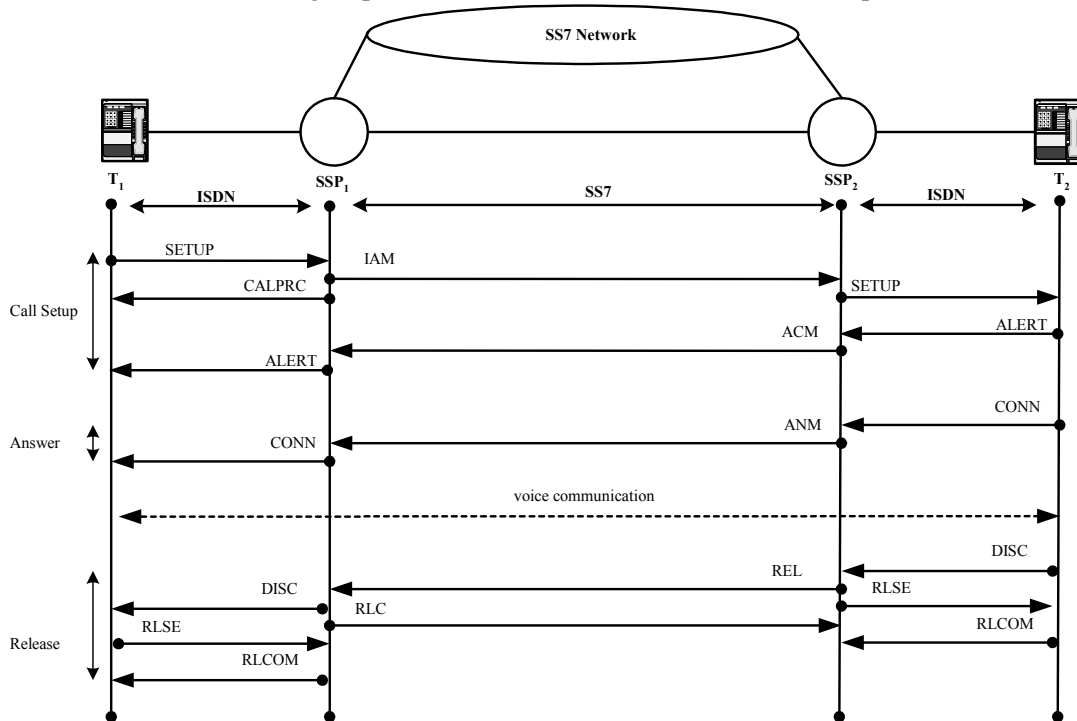 SS7 Network
T1 SSP1 SSP2 T2
ISDN SS7 ISDN
SETUP IAM
CALPRC SETUP
Call Setup
ACM ALERT
ALERT
CONN
Answer CONN ANM
voice communication
DISC
DISC REL RLSE
RLSE RLC RLCOM
Release
RLCOM